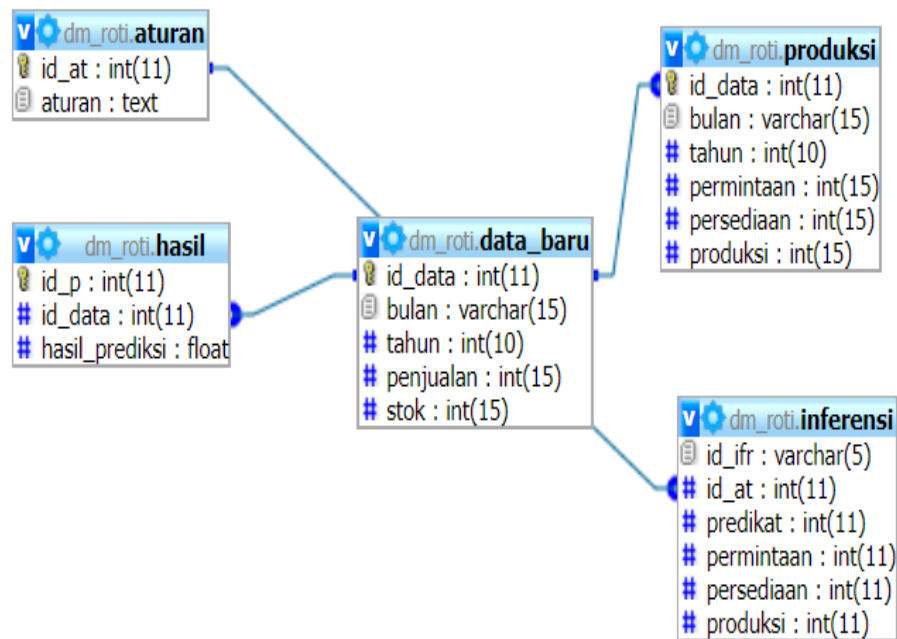 dm_roti.aturan
id_at : int(11)
aturan : text
dm_roti.produksi
id_data : int(11)
bulan : varchar(15)
tahun : int(10)
permintaan : int(15)
persediaan : int(15)
produksi : int(15)
dm_roti.hasil
id_p : int(11)
id_data : int(11)
hasil_prediksi : float
dm_roti.data_baru
id_data : int(11)
bulan : varchar(15)
tahun : int(10)
penjualan : int(15)
stok : int(15)
dm_roti.inferensi
id_ifr : varchar(5)
id_at : int(11)
predikat : int(11)
permintaan : int(11)
persediaan : int(11)
produksi : int(11)